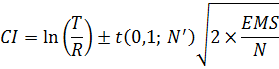 CI = ln(T/R) ± t(0,1; N′)√(2 × EMS/N)